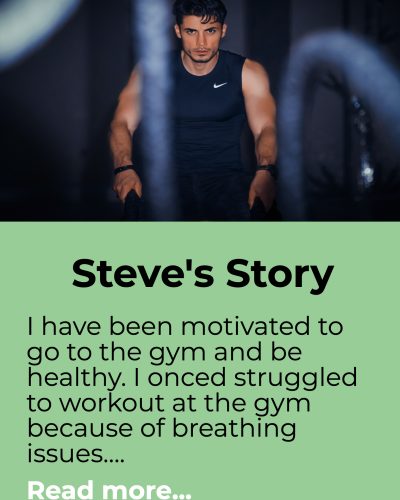 Steve's Story
I have been motivated to
go to the gym and be
healthy. I onced struggled
to workout at the gym
because of breathing
issues....
Read more...